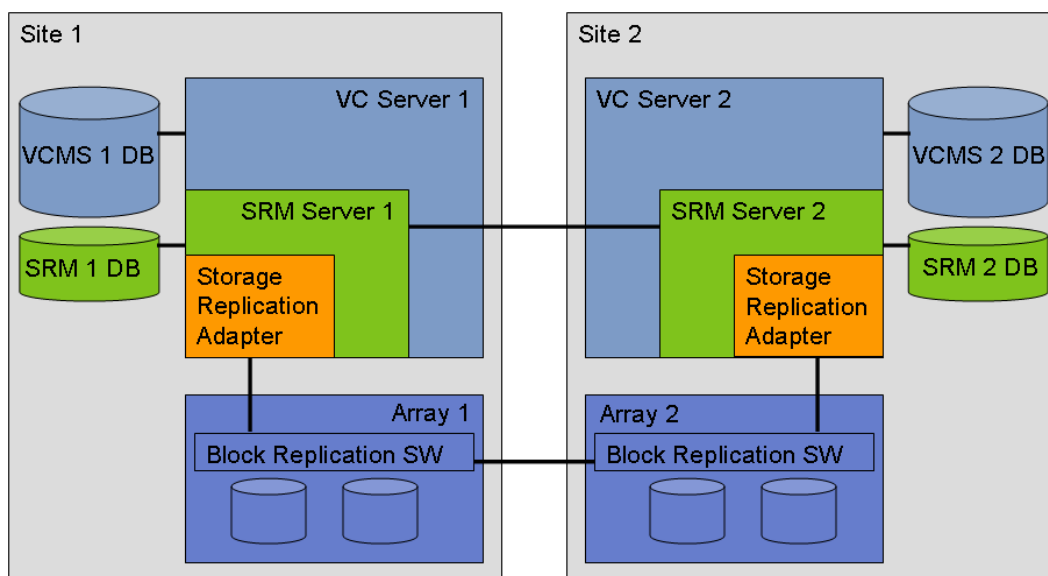 Site 1
VC Server 1
VCMS 1 DB
SRM Server 1
SRM 1 DB
Storage
Replication
Adapter
Array 1
Block Replication SW
Site 2
VC Server 2
VCMS 2 DB
SRM Server 2
SRM 2 DB
Storage
Replication
Adapter
Array 2
Block Replication SW